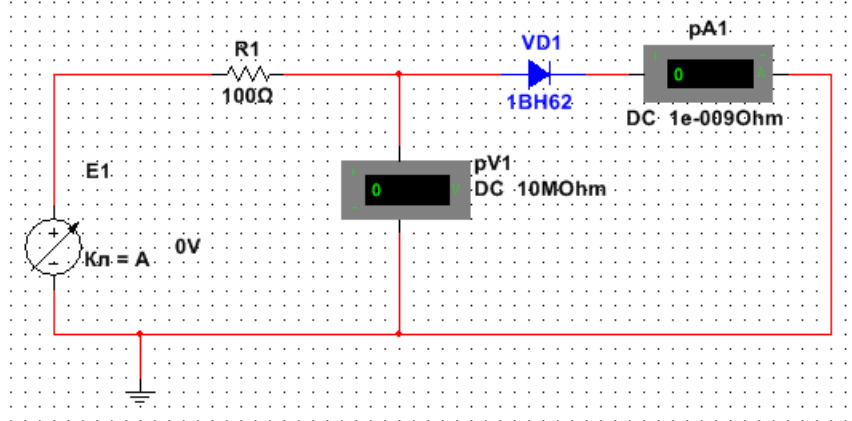 pA1
R1
VD1
+
-
0
A
100Ω
1BH62
DC 1e-009Ohm
pV1
E1
+
0
V
DC 10MOhm
-
+
0V
-
Кл = A